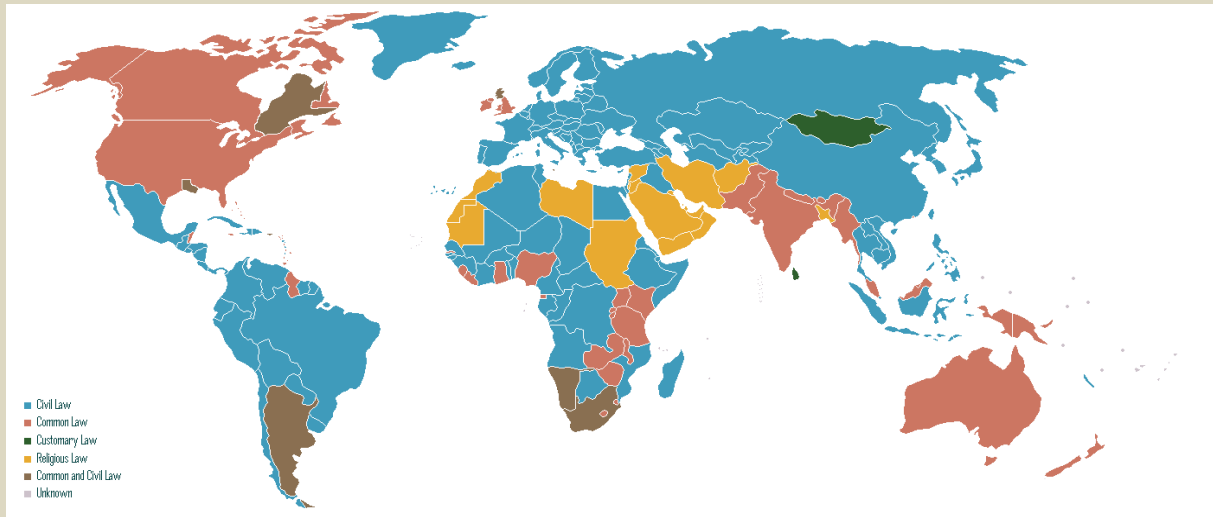 Civil Law
Common Law
Customary Law
Religious Law
Common and Civil Law
Unknown